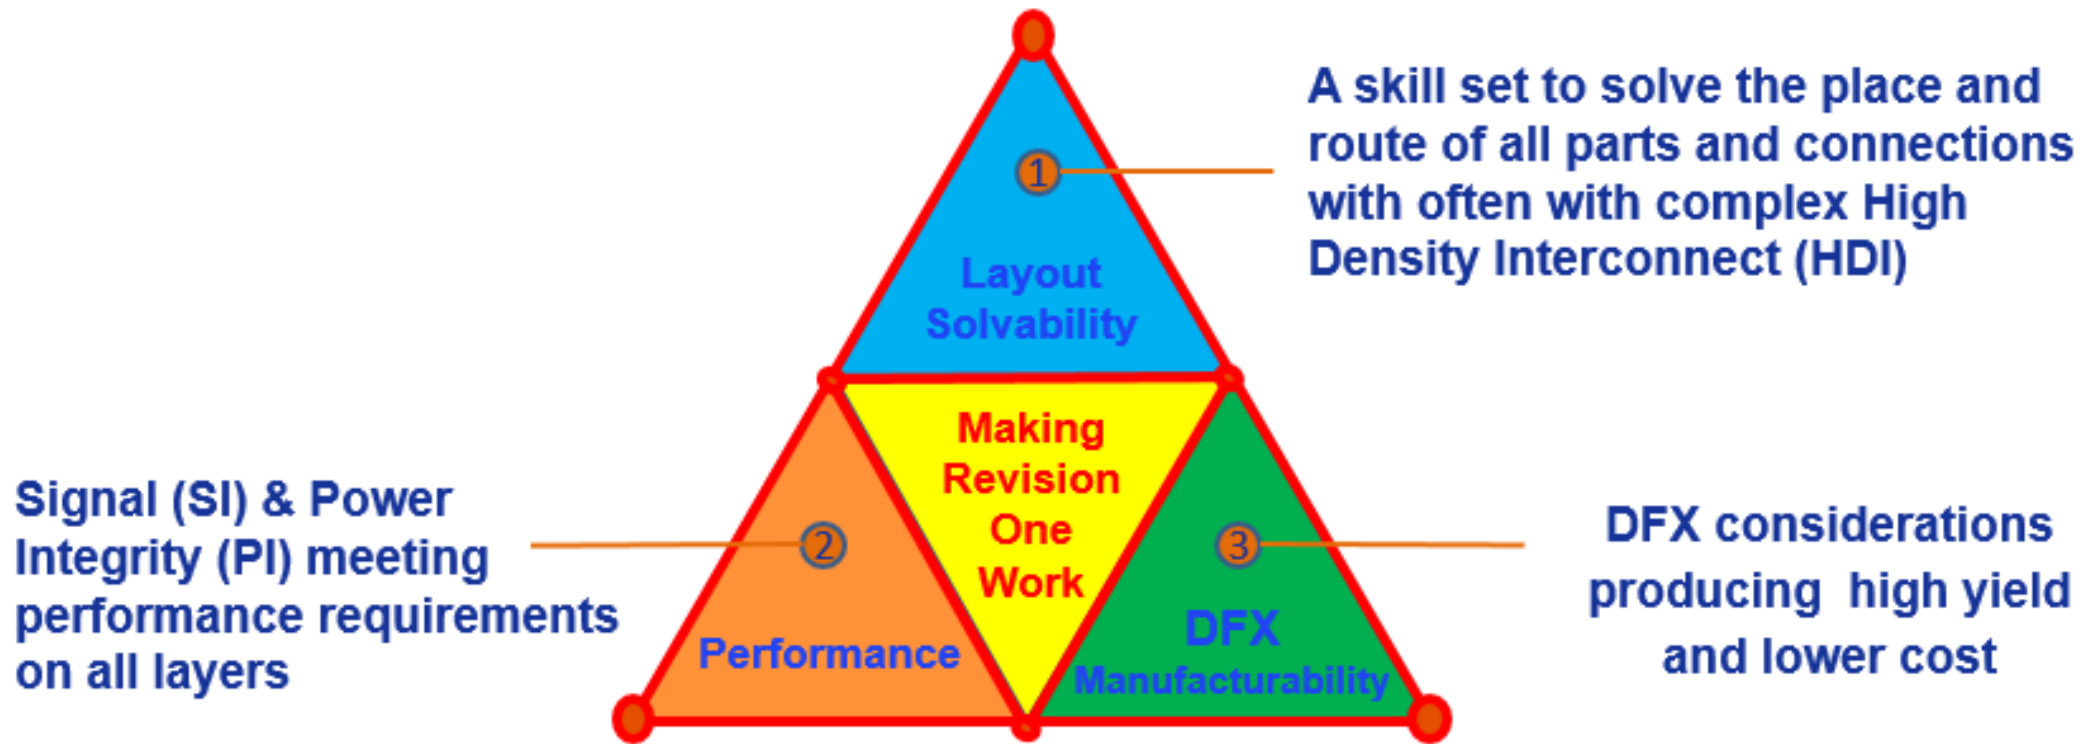 A skill set to solve the place and
route of all parts and connections
with often with complex High
Density Interconnect (HDI)
1
Layout
Solvability
Making
Revision
One
Work
Signal (SI) & Power
Integrity (PI) meeting
performance requirements
on all layers
2
Performance
3
DFX
Manufacturability
DFX considerations
producing  high yield
and lower cost